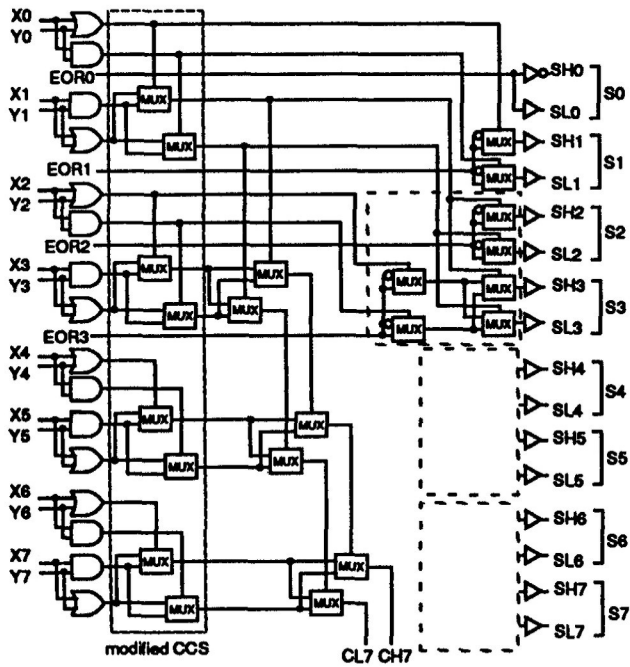 X0
Y0
EOR0
SH0
S0
SL0
X1
Y1
MUX
MUX
MUX
SH1
S1
EOR1
MUX
SL1
X2
Y2
MUX
SH2
S2
EOR2
MUX
SL2
X3
Y3
MUX
MUX
MUX
MUX
SH3
S3
MUX
MUX
MUX
MUX
SL3
EOR3
X4
Y4
SH4
S4
SL4
X5
Y5
MUX
MUX
SH5
S5
MUX
MUX
SL5
X6
Y6
SH6
S6
SL6
X7
Y7
MUX
MUX
SH7
S7
MUX
MUX
SL7
modified CCS
CL7 CH7